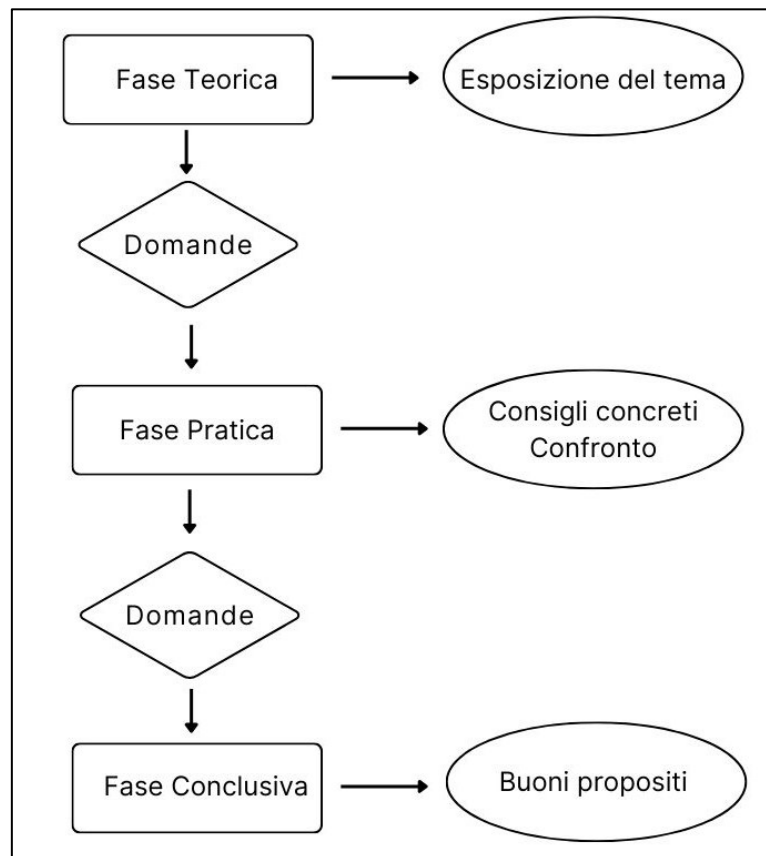 Fase Teorica
Esposizione del tema
Domande
Fase Pratica
Consigli concreti
Confronto
Domande
Fase Conclusiva
Buoni propositi